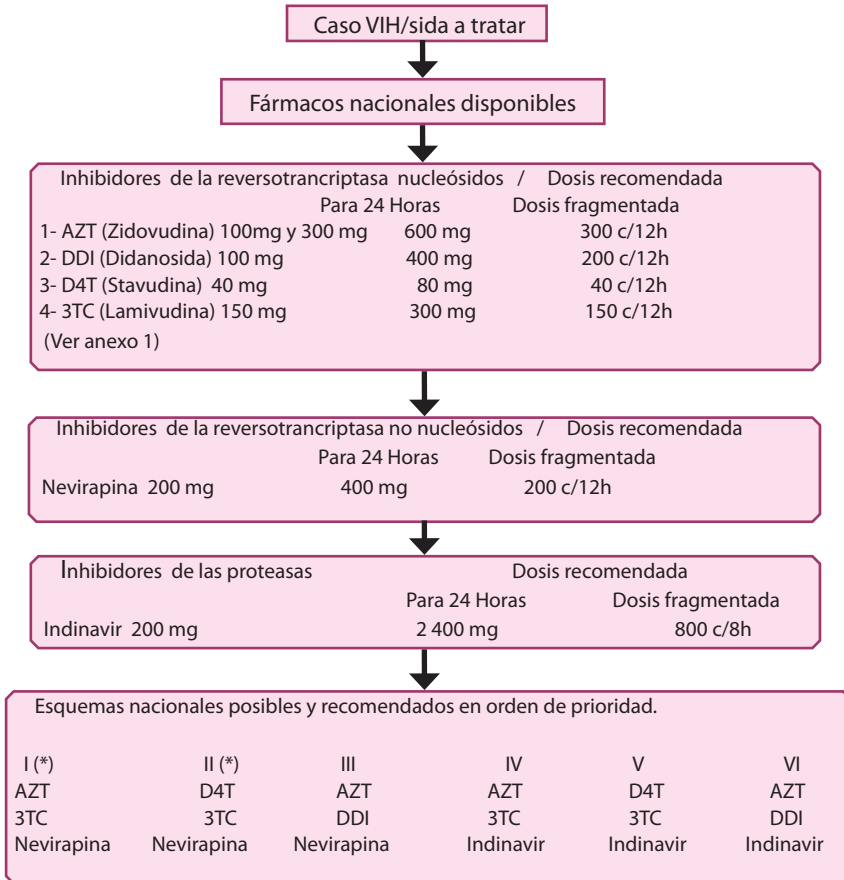 Caso VIH/sida a tratar
Fármacos nacionales disponibles
Inhibidores de la reversotrancriptasa nucleósidos / Dosis recomendada
Para 24 Horas Dosis fragmentada
1- AZT (Zidovudina) 100mg y 300 mg 600 mg 300 c/12h
2- DDI (Didanosida) 100 mg 400 mg 200 c/12h
3- D4T (Stavudina) 40 mg 80 mg 40 c/12h
4- 3TC (Lamivudina) 150 mg 300 mg 150 c/12h
(Ver anexo 1)
Inhibidores de la reversotrancriptasa no nucleósidos / Dosis recomendada
Para 24 Horas Dosis fragmentada
Nevirapina 200 mg 400 mg 200 c/12h
Inhibidores de las proteasas Dosis recomendada
Para 24 Horas Dosis fragmentada
Indinavir 200 mg 2 400 mg 800 c/8h
Esquemas nacionales posibles y recomendados en orden de prioridad.
I (*) II (*) III IV V VI
AZT D4T AZT AZT D4T AZT
3TC 3TC DDI 3TC 3TC DDI
Nevirapina Nevirapina Nevirapina Indinavir Indinavir Indinavir